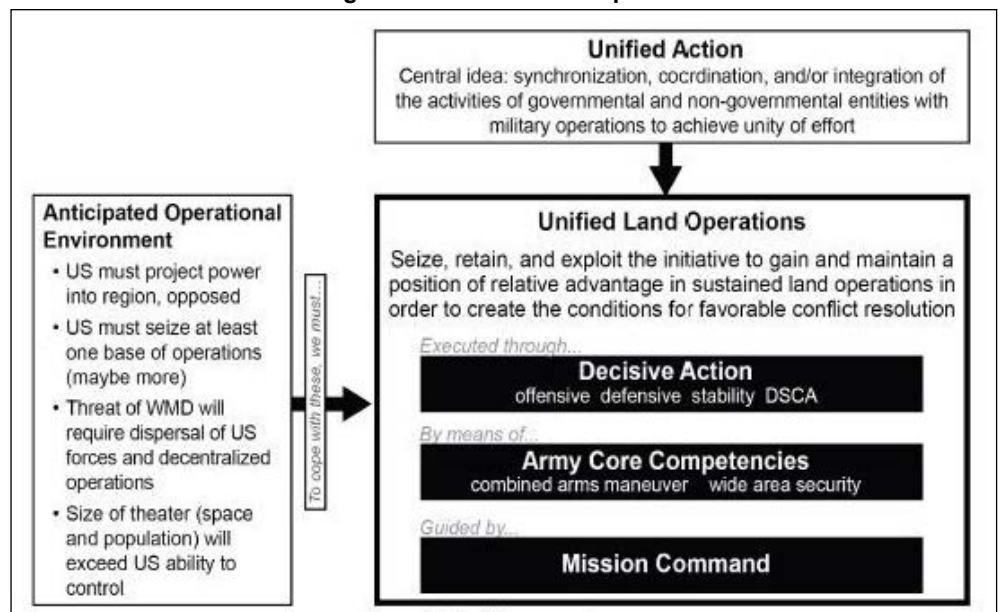 Unified Action
Central idea: synchronization, cocrdination, and/or integration of
the activities of governmental and non-governmental entities with
military operations to achieve unity of effort
Anticipated Operational
Environment
• US must project power
into region, opposed
• US must seize at least
one base of operations
(maybe more)
• Threat of WMD will
require dispersal of US
forces and decentralized
operations
• Size of theater (space
and population) will
exceed US ability to
control
To cope with these, we must...
Unified Land Operations
Seize, retain, and exploit the initiative to gain and maintain a
position of relative advantage in sustained land operations in
order to create the conditions for favorable conflict resolution
Executed through...
Decisive Action
offensive defensive stability DSCA
By means of...
Army Core Competencies
combined arms maneuver wide area security
Guided by...
Mission Command